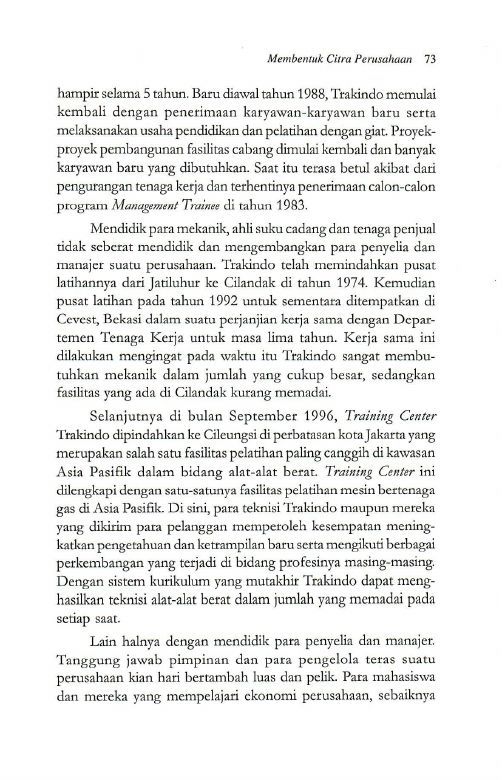 Membentuk Citra Perusahaan 73
hampir selama 5 tahun. Baru diawal tahun 1988, Trakindo memulai
kembali dengan penerimaan karyawan-karyawan baru serta
melaksanakan usaha pendidikan dan pelatihan dengan giat. Proyek-
proyek pembangunan fasilitas cabang dimulai kembali dan banyak
karyawan baru yang dibutuhkan. Saat itu terasa betul akibat dari
pengurangan tenaga kerja dan terhentinya penerimaan calon-calon
program Management Trainee di tahun 1983.
Mendidik para mekanik, ahli suku cadang dan tenaga penjual
tidak seberat mendidik dan mengembangkan para penyelia dan
manajer suatu perusahaan. Trakindo telah memindahkan pusat
latihannya dari Jatiluhur ke Cilandak di tahun 1974. Kemudian
pusat latihan pada tahun 1992 untuk sementara ditempatkan di
Cevest, Bekasi dalam suatu perjanjian kerja sama dengan Depar-
temen Tenaga Kerja untuk masa lima tahun. Kerja sama ini
dilakukan mengingat pada waktu itu Trakindo sangat membu-
tuhkan mekanik dalam jumlah yang cukup besar, sedangkan
fasilitas yang ada di Cilandak kurang memadai.
Selanjutnya di bulan September 1996, Training Center
Trakindo dipindahkan ke Cileungsi di perbatasan kota Jakarta yang
merupakan salah satu fasilitas pelatihan paling canggih di kawasan
Asia Pasifik dalam bidang alat-alat berat. Training Center ini
dilengkapi dengan satu-satunya fasilitas pelatihan mesin bertenaga
gas di Asia Pasifik. Di sini, para teknisi Trakindo maupun mereka
yang dikirim para pelanggan memperoleh kesempatan mening-
katkan pengetahuan dan ketrampilan baru serta mengikuti berbagai
perkembangan yang terjadi di bidang profesinya masing-masing.
Dengan sistem kurikulum yang mutakhir Trakindo dapat meng-
hasilkan teknisi alat-alat berat dalam jumlah yang memadai pada
setiap saat.
Lain halnya dengan mendidik para penyelia dan manajer.
Tanggung jawab pimpinan dan para pengelola teras suatu
perusahaan kian hari bertambah luas dan pelik. Para mahasiswa
dan mereka yang mempelajari ekonomi perusahaan, sebaiknya